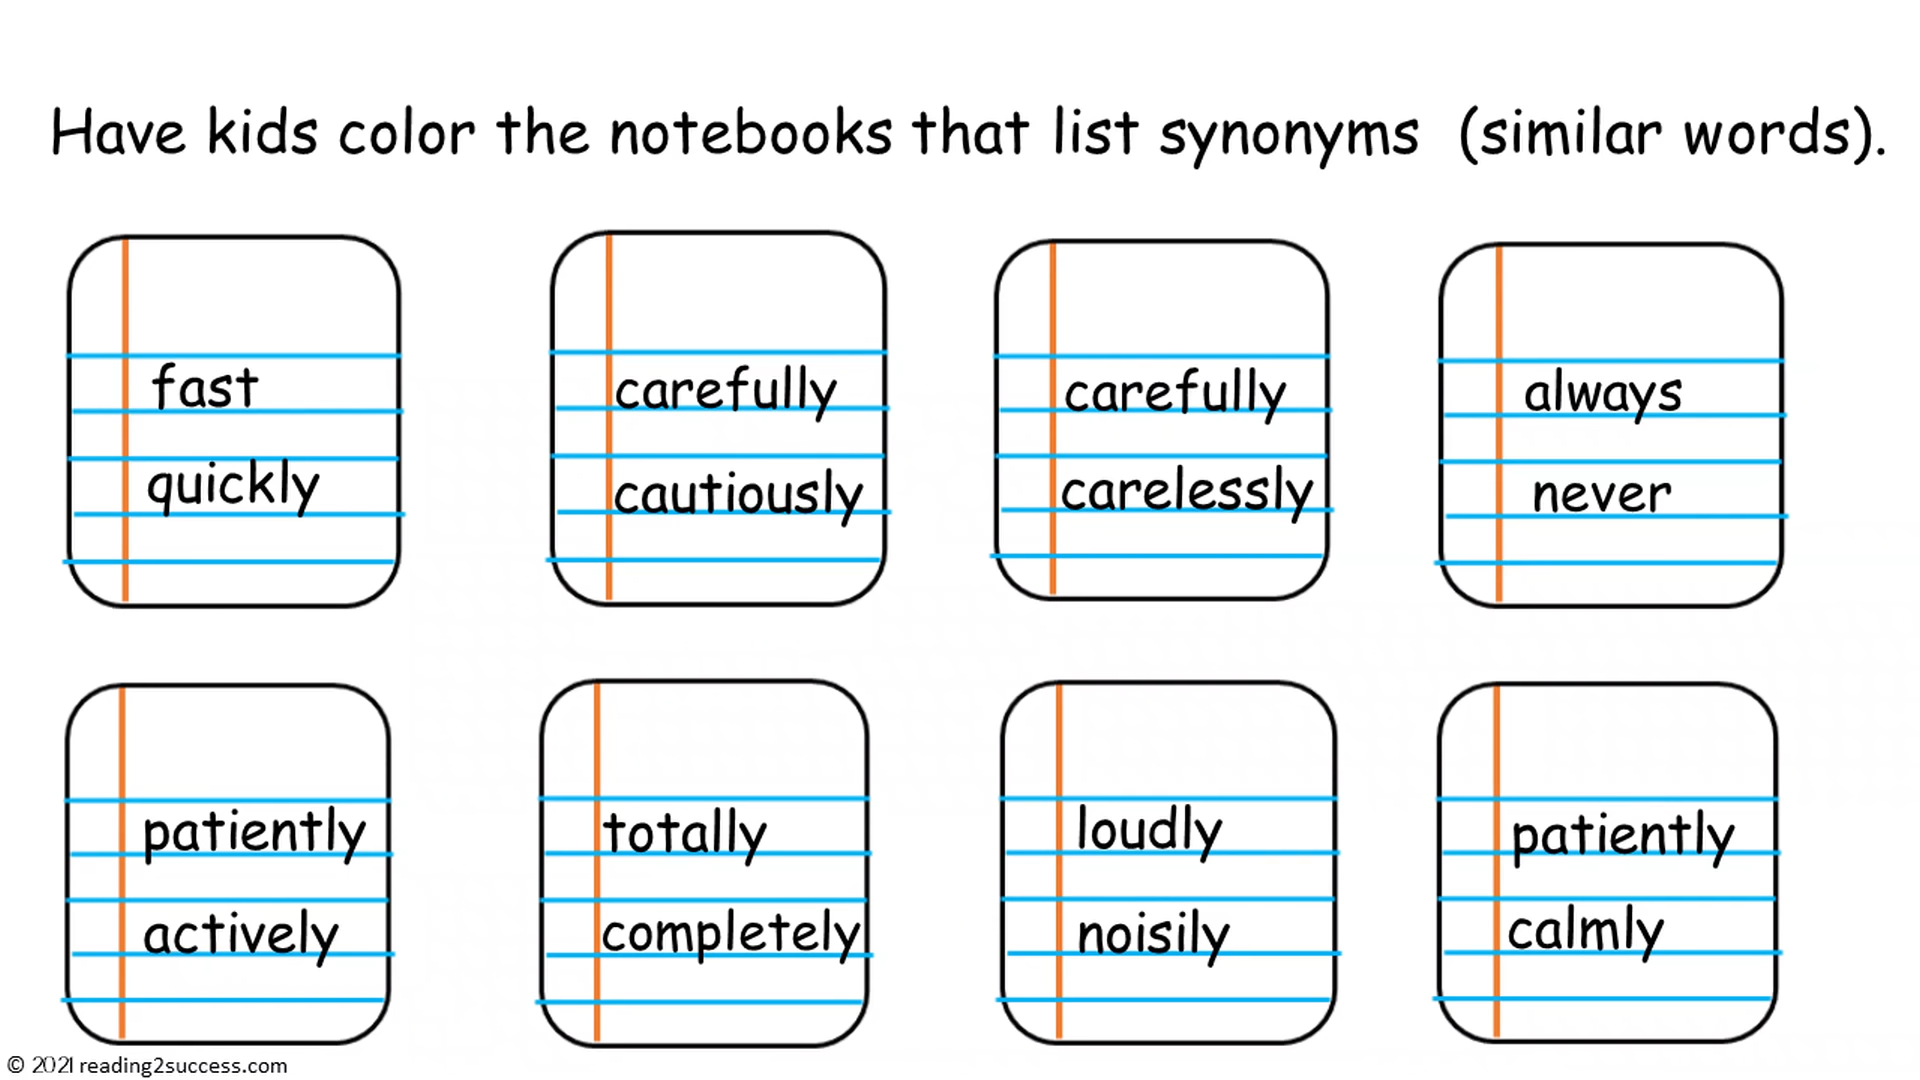 Have kids color the notebooks that list synonyms (similar words).
fast
quickly
carefully
cautiously
carefully
carelessly
always
never
patiently
actively
totally
completely
loudly
noisily
patiently
calmly
© 2021 reading2success.com